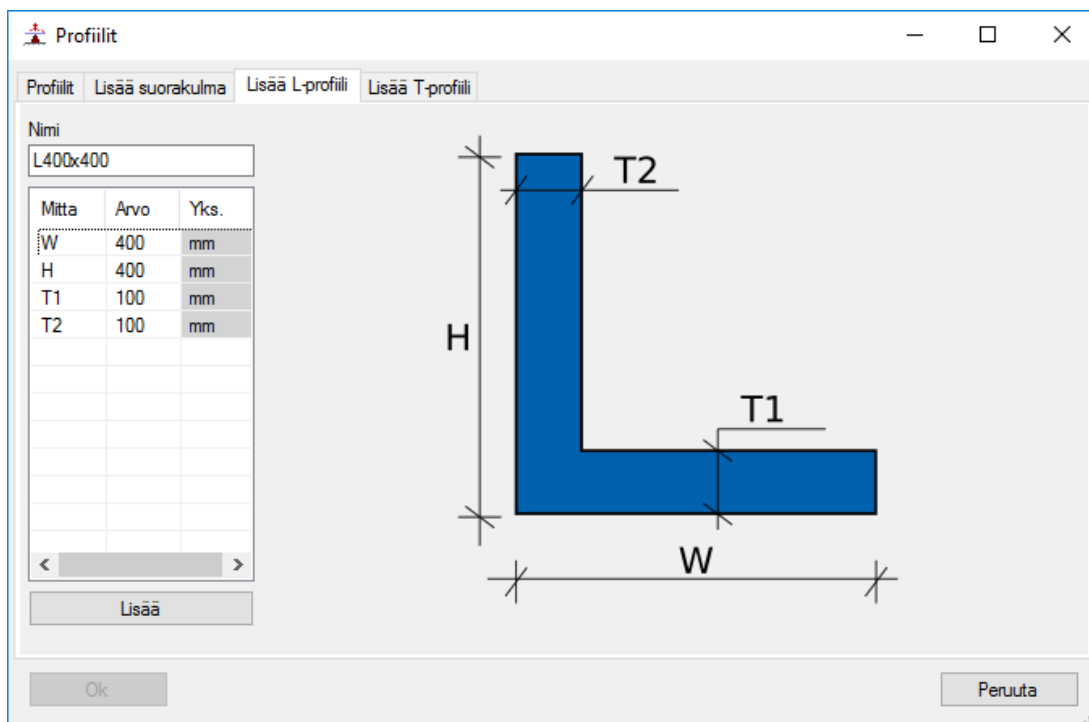 Profiilit
Profiilit Lisää suorakulma Lisää L-profiili Lisää T-profiili
Nimi
L400x400
Mitta Arvo Yks.
W 400 mm
H 400 mm
T1 100 mm
T2 100 mm
T2
H
T1
W
Lisää
Ok Peruuta